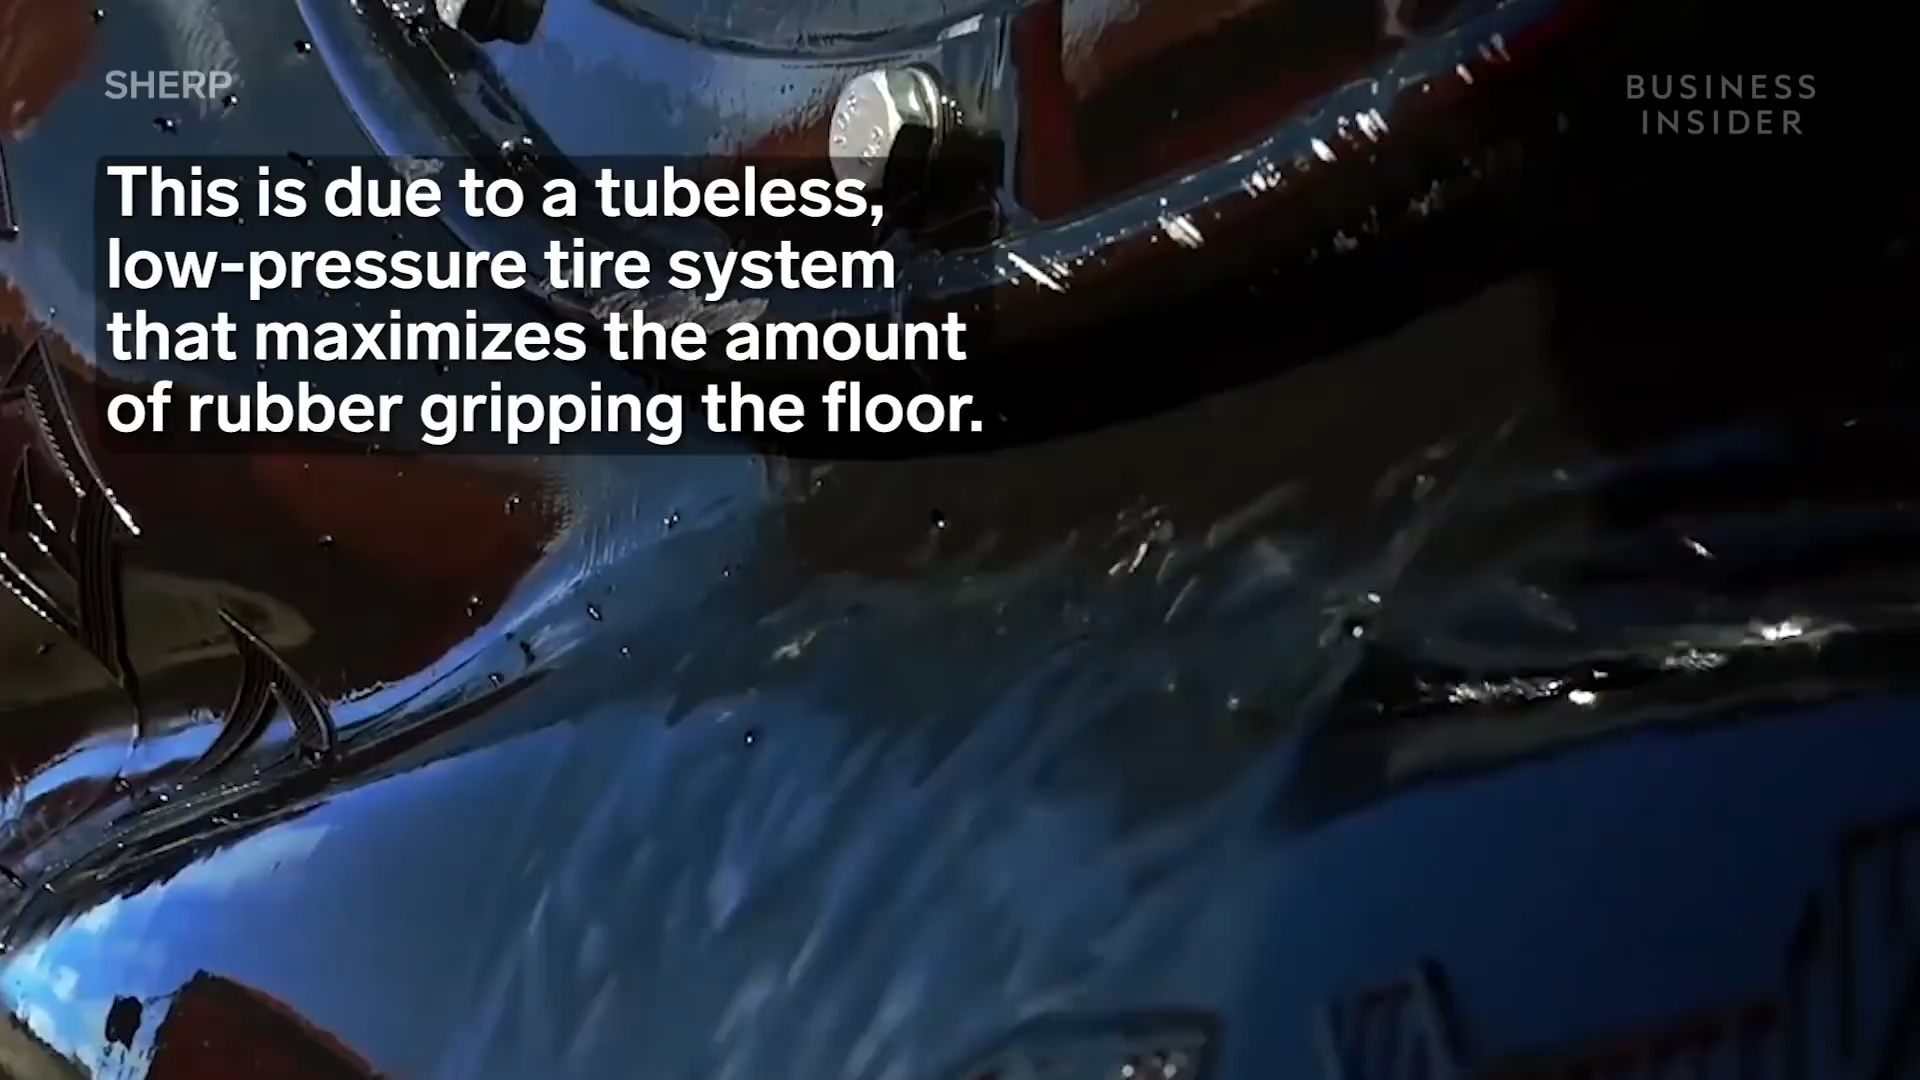 SHERP
BUSINESS
INSIDER
This is due to a tubeless,
low-pressure tire system
that maximizes the amount
of rubber gripping the floor.